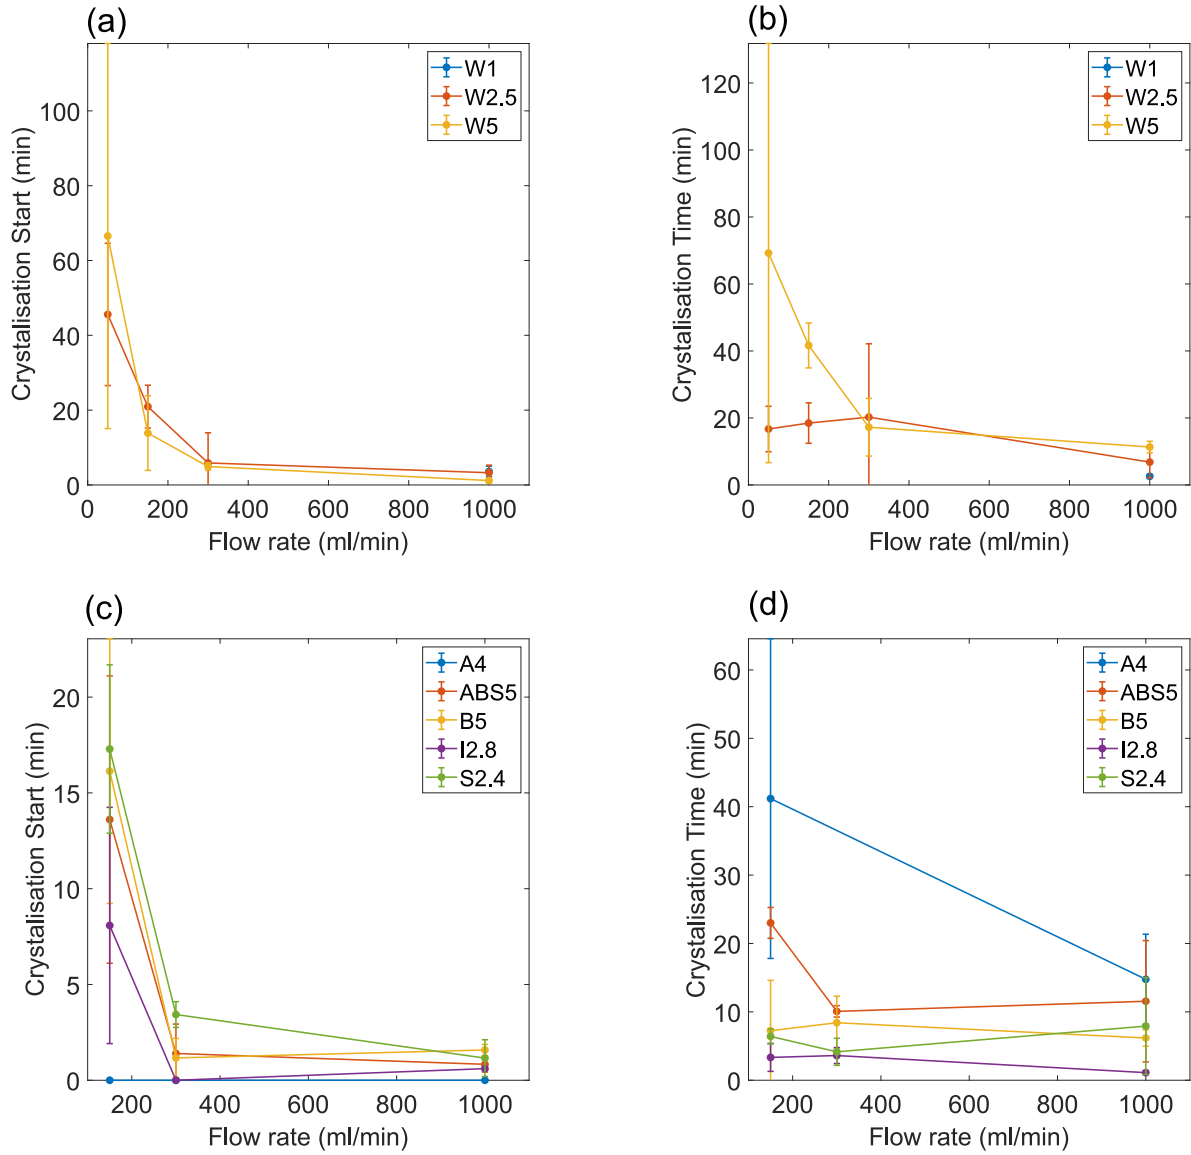 (a)
Crystalisation Start (min)
100
80
60
40
20
0
0 200 400 600 800 1000
Flow rate (ml/min)
W1
W2.5
W5
(b)
Crystalisation Time (min)
120
100
80
60
40
20
0
0 200 400 600 800 1000
Flow rate (ml/min)
W1
W2.5
W5
(c)
Crystalisation Start (min)
20
15
10
5
0
200 400 600 800 1000
Flow rate (ml/min)
A4
ABS5
B5
I2.8
S2.4
(d)
Crystalisation Time (min)
60
50
40
30
20
10
0
200 400 600 800 1000
Flow rate (ml/min)
A4
ABS5
B5
I2.8
S2.4